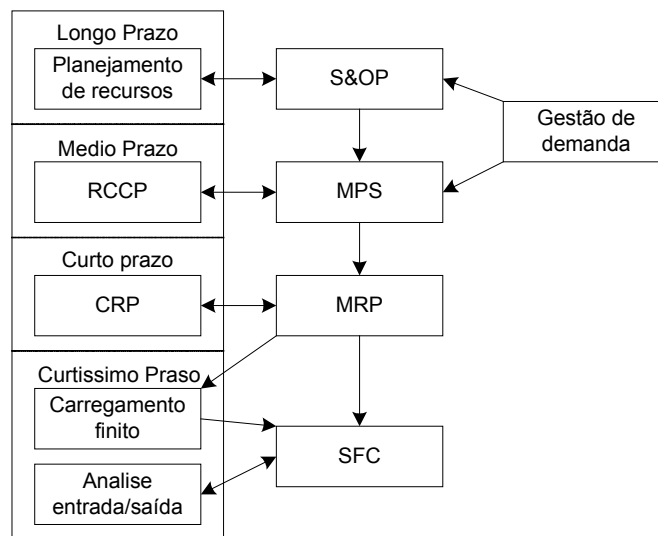 Longo Prazo
Planejamento
de recursos
S&OP
Gestão de
demanda
Medio Prazo
RCCP
MPS
Curto prazo
CRP
MRP
Curtissimo Praso
Carregamento
finito
SFC
Analise
entrada/saída